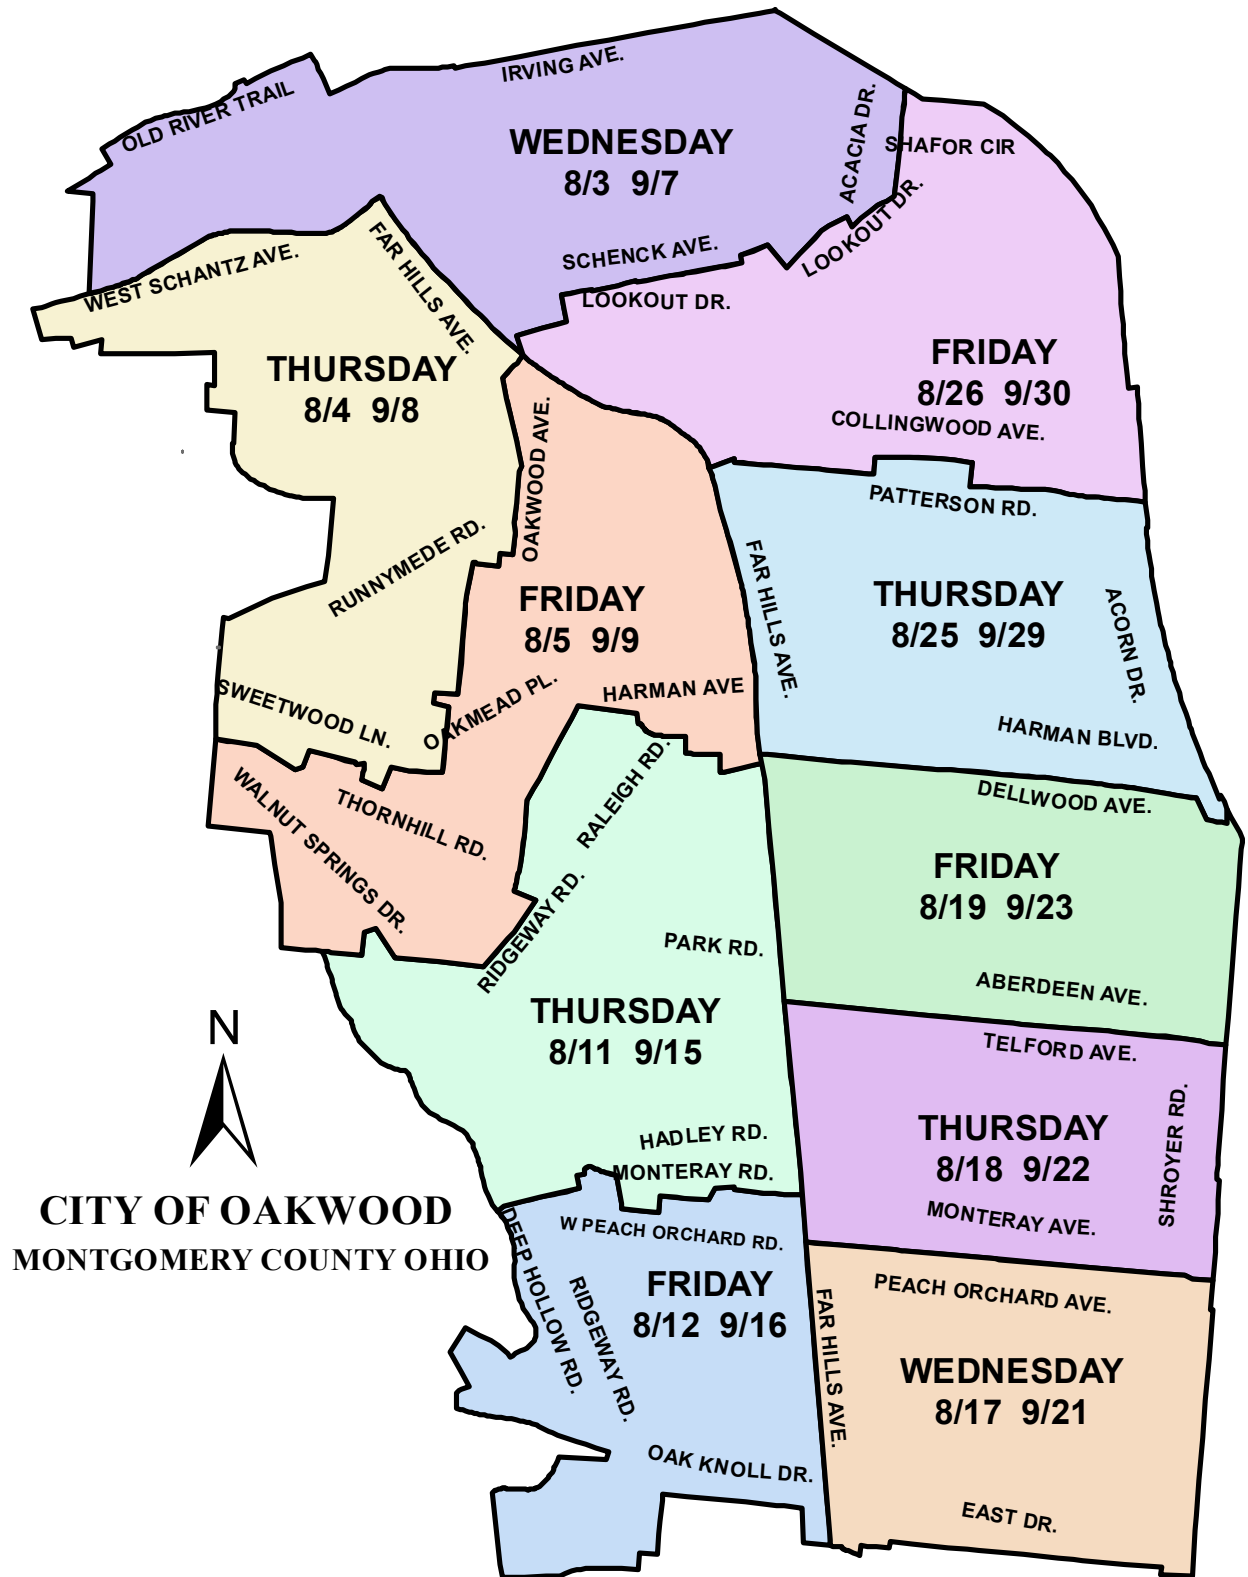 IRVING AVE.
OLD RIVER TRAIL
WEDNESDAY
8/3 9/7
ACACIA DR.
SHAFOR CIR
LOOKOUT DR.
SCHENCK AVE.
LOOKOUT DR.
WEST SCHANTZ AVE.
FAR HILLS AVE.
THURSDAY
8/4 9/8
FRIDAY
8/26 9/30
COLLINGWOOD AVE.
OAKWOOD AVE.
PATTERSON RD.
RUNNYMEDE RD.
FRIDAY
8/5 9/9
FAR HILLS AVE.
THURSDAY
8/25 9/29
ACORN DR.
SWEETWOOD LN.
OAKMEAD PL.
HARMAN AVE
HARMAN BLVD.
WALNUT SPRINGS DR.
THORNHILL RD.
RALEIGH RD.
DELLWOOD AVE.
FRIDAY
8/19 9/23
RIDGEWAY RD.
PARK RD.
ABERDEEN AVE.
THURSDAY
8/11 9/15
TELFORD AVE.
N
HADLEY RD.
MONTERAY RD.
THURSDAY
8/18 9/22
SHROYER RD.
MONTERAY AVE.
CITY OF OAKWOOD
MONTGOMERY COUNTY OHIO
DEEP HOLLOW RD.
W PEACH ORCHARD RD.
FRIDAY
8/12 9/16
RIDGEWAY RD.
FAR HILLS AVE.
PEACH ORCHARD AVE.
WEDNESDAY
8/17 9/21
OAK KNOLL DR.
EAST DR.